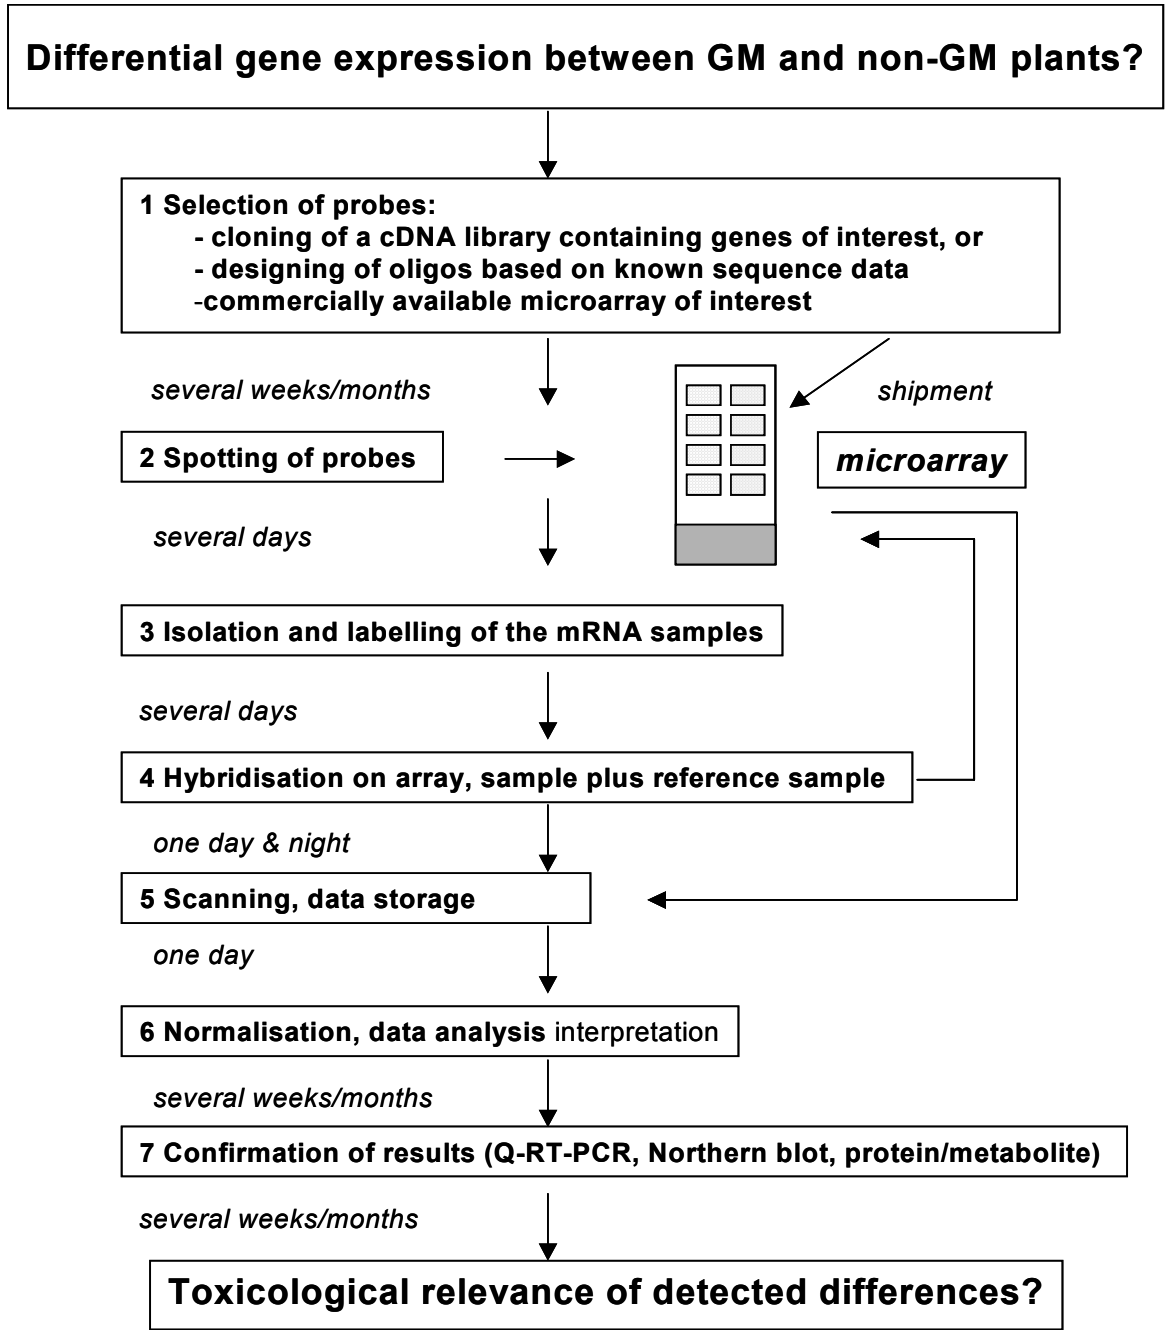 Differential gene expression between GM and non-GM plants?
1 Selection of probes:
- cloning of a cDNA library containing genes of interest, or
- designing of oligos based on known sequence data
-commercially available microarray of interest
several weeks/months
shipment
2 Spotting of probes
microarray
several days
3 Isolation and labelling of the mRNA samples
several days
4 Hybridisation on array, sample plus reference sample
one day & night
5 Scanning, data storage
one day
6 Normalisation, data analysis interpretation
several weeks/months
7 Confirmation of results (Q-RT-PCR, Northern blot, protein/metabolite)
several weeks/months
Toxicological relevance of detected differences?